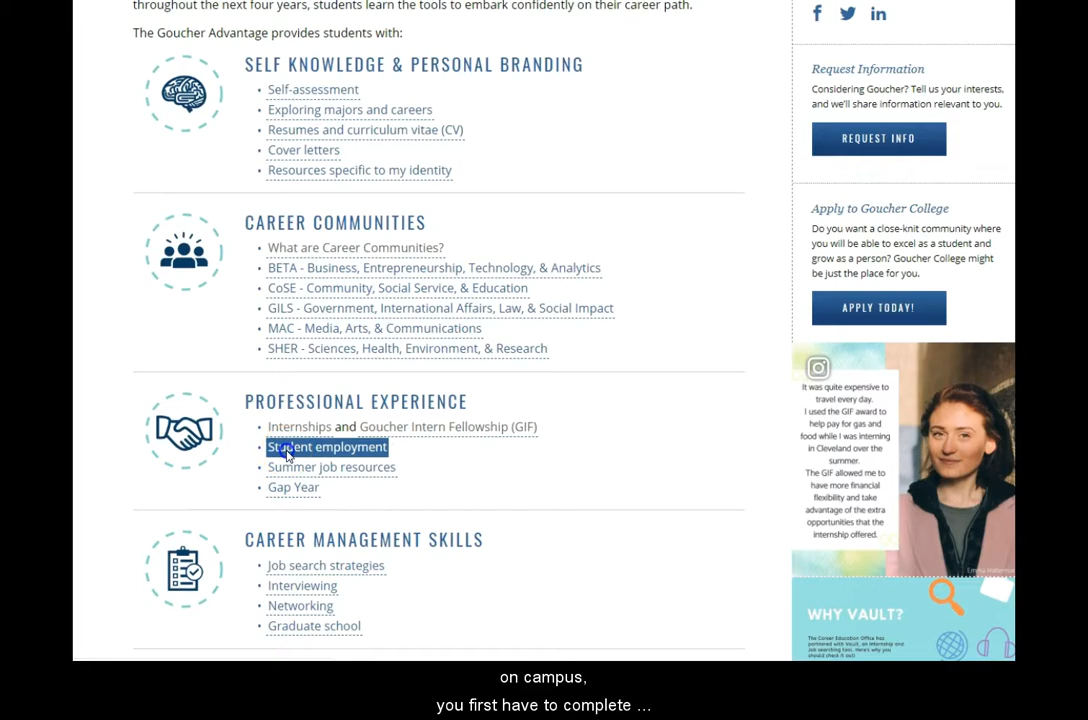 throughout the next four years, students learn the tools to embark confidently on their career path.
The Goucher Advantage provides students with:
SELF KNOWLEDGE & PERSONAL BRANDING
• Self-assessment
• Exploring majors and careers
• Resumes and curriculum vitae (CV)
• Cover letters
• Resources specific to my identity
CAREER COMMUNITIES
• What are Career Communities?
• BETA - Business, Entrepreneurship, Technology, & Analytics
• CoSE - Community, Social Service, & Education
• GILS - Government, International Affairs, Law, & Social Impact
• MAC - Media, Arts, & Communications
• SHER - Sciences, Health, Environment, & Research
PROFESSIONAL EXPERIENCE
• Internships and Goucher Intern Fellowship (GIF)
• Student employment
• Summer job resources
• Gap Year
CAREER MANAGEMENT SKILLS
• Job search strategies
• Interviewing
• Networking
• Graduate school
Request Information
Considering Goucher? Tell us your interests,
and we'll share information relevant to you.
REQUEST INFO
Apply to Goucher College
Do you want a close-knit community where
you will be able to excel as a student and
grow as a person? Goucher College might
be just the place for you.
APPLY TODAY!
It was quite expensive to
travel every day.
I used the GIF award to
help pay for gas and
food while I was interning
in Cleveland over the
summer.
The GIF allowed me to
have more financial
flexibility and take
advantage of the extra
opportunities that the
internship offered.
WHY VAULT?
The Career Education Office has
partnered with Vault, an Internship and
Job searching tool. Here's why you
should check it out!
on campus,
you first have to complete ...